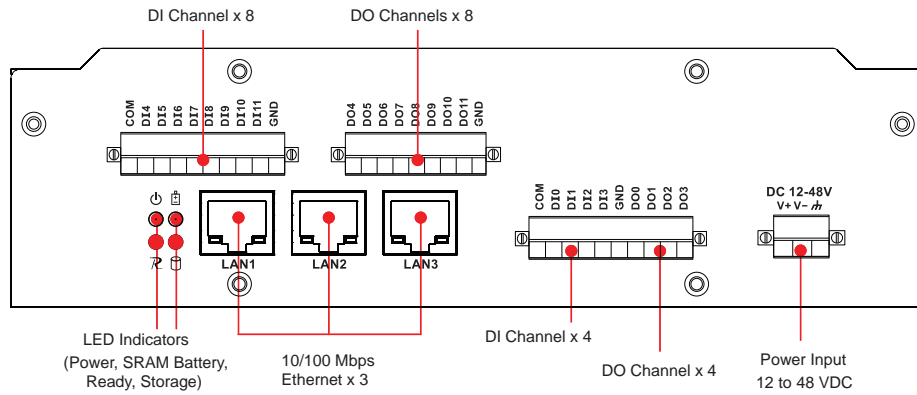 DI Channel x 8
DO Channels x 8
COM
DI4
DI5
DI6
DI7
DI8
DI9
DI10
DI11
GND
DO4
DO5
DO6
DO7
DO8
DO9
DO10
DO11
GND
COM
DI0
DI1
DI2
DI3
GND
DO0
DO1
DO2
DO3
DC 12-48V
V+ V-
LAN1
LAN2
LAN3
LED Indicators
(Power, SRAM Battery,
Ready, Storage)
10/100 Mbps
Ethernet x 3
DI Channel x 4
DO Channel x 4
Power Input
12 to 48 VDC